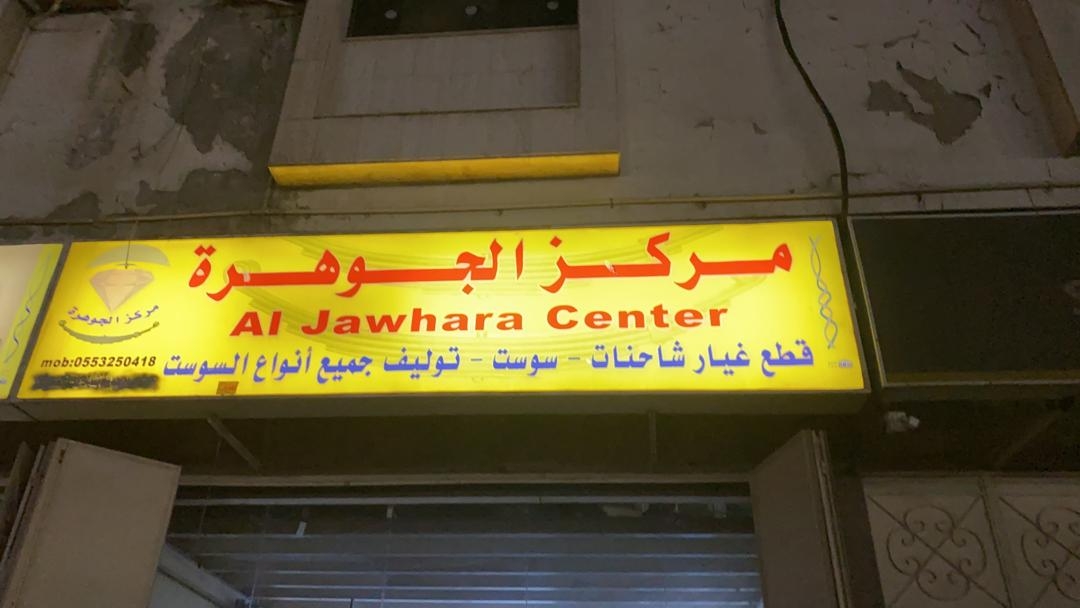 مركز الجوهرة
Al Jawhara Center
قطع غيار شاحنات - سوست - توليف جميع أنواع السوست
مركز الجوهرة
mob:0553250418